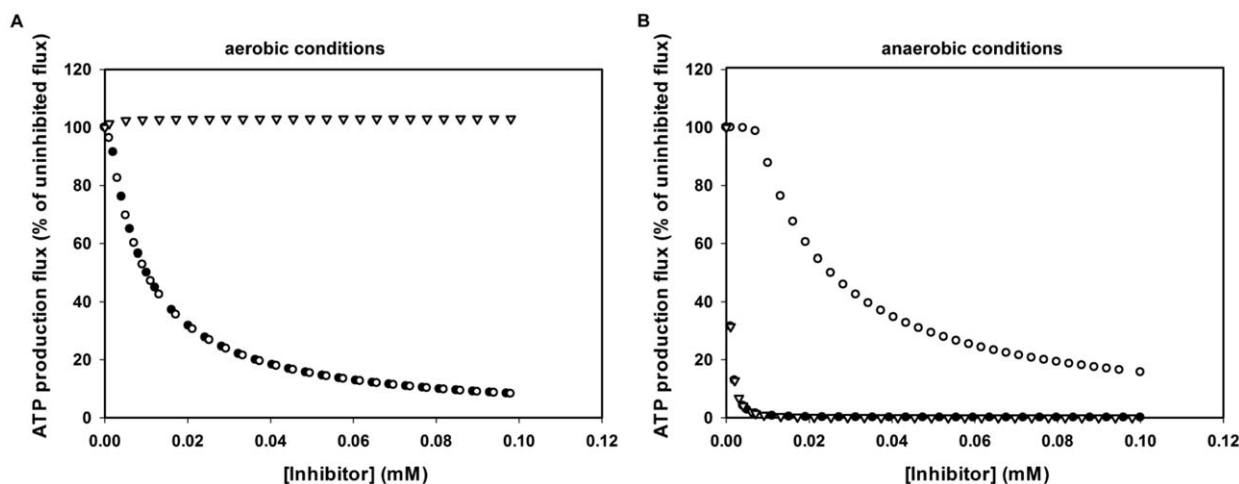 A
aerobic conditions
ATP production flux (% of uninhibited flux)
120
100
80
60
40
20
0
0.00 0.02 0.04 0.06 0.08 0.10 0.12
[Inhibitor] (mM)
B
anaerobic conditions
ATP production flux (% of uninhibited flux)
120
100
80
60
40
20
0
0.00 0.02 0.04 0.06 0.08 0.10 0.12
[Inhibitor] (mM)